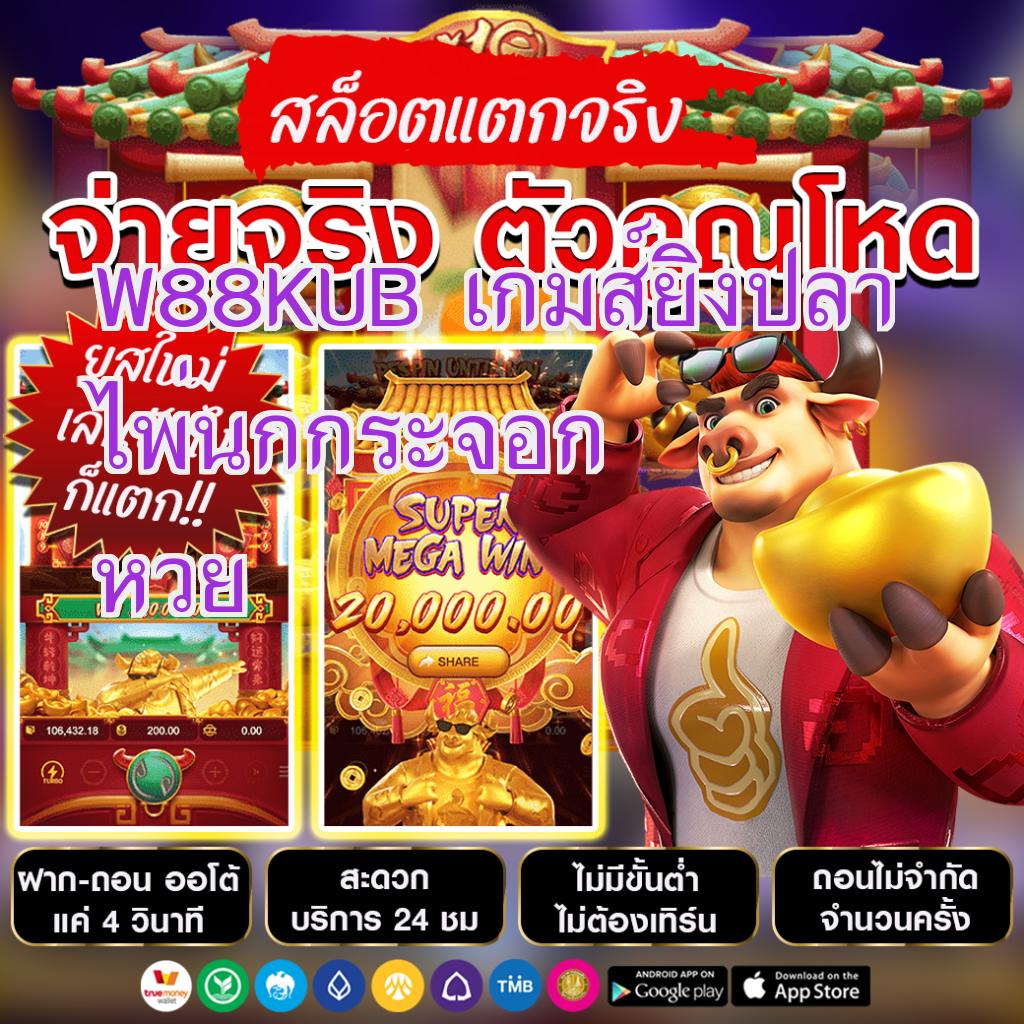 สล็อตแตกจริง
จ่ายจริง ตัวคูณโหด
W88KUB เกมส์ยิงปลา
ยูสใหม่
ไพ่นกกระจอก
ก็แตก!!
SUPER
MEGA WIN
หวย
20,000.00
SHARE
106,432.18 200.00 0.00
TURBO
ฝาก-ถอน ออโต้
แค่ 4 วินาที
สะดวก
บริการ 24 ชม
ไม่มีขั้นต่ำ
ไม่ต้องเทิร์น
ถอนไม่จำกัด
จำนวนครั้ง
truemoney
wallet
TMB
ANDROID APP ON
Google play
Download on the
App Store